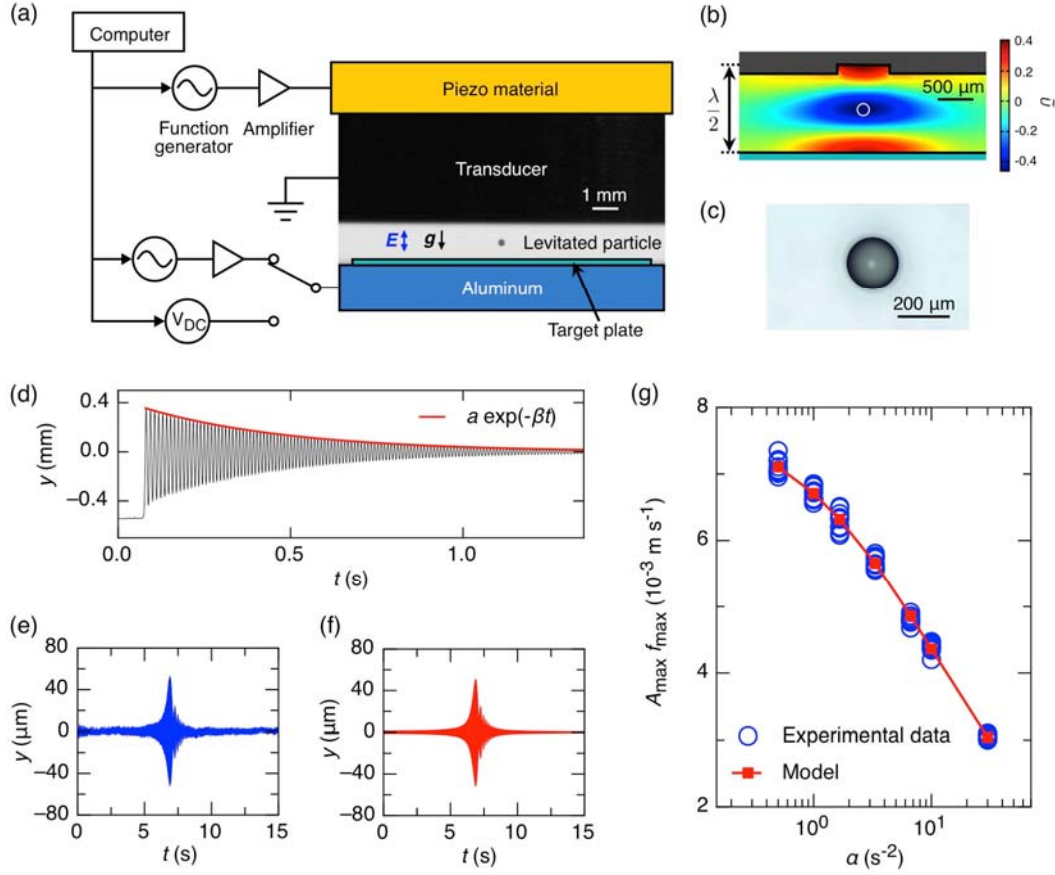 (a)
Computer
Function
generator
Amplifier
V_DC
Piezo material
Transducer
1 mm
E g Levitated particle
Aluminum
Target plate
(b)
λ/2
500 μm
0.4
0.2
0
-0.2
-0.4
Ũ
(c)
200 μm
(d)
0.4
0.0
−0.4
y (mm)
a exp(-βt)
0.0 0.5 1.0
t (s)
(e)
80
40
0
−40
−80
y (μm)
0 5 10 15
t (s)
(f)
80
40
0
−40
−80
y (μm)
0 5 10 15
t (s)
(g)
8
6
4
2
A_max f_max (10^-3 m s^-1)
Experimental data
Model
10^0 10^1
α (s^-2)